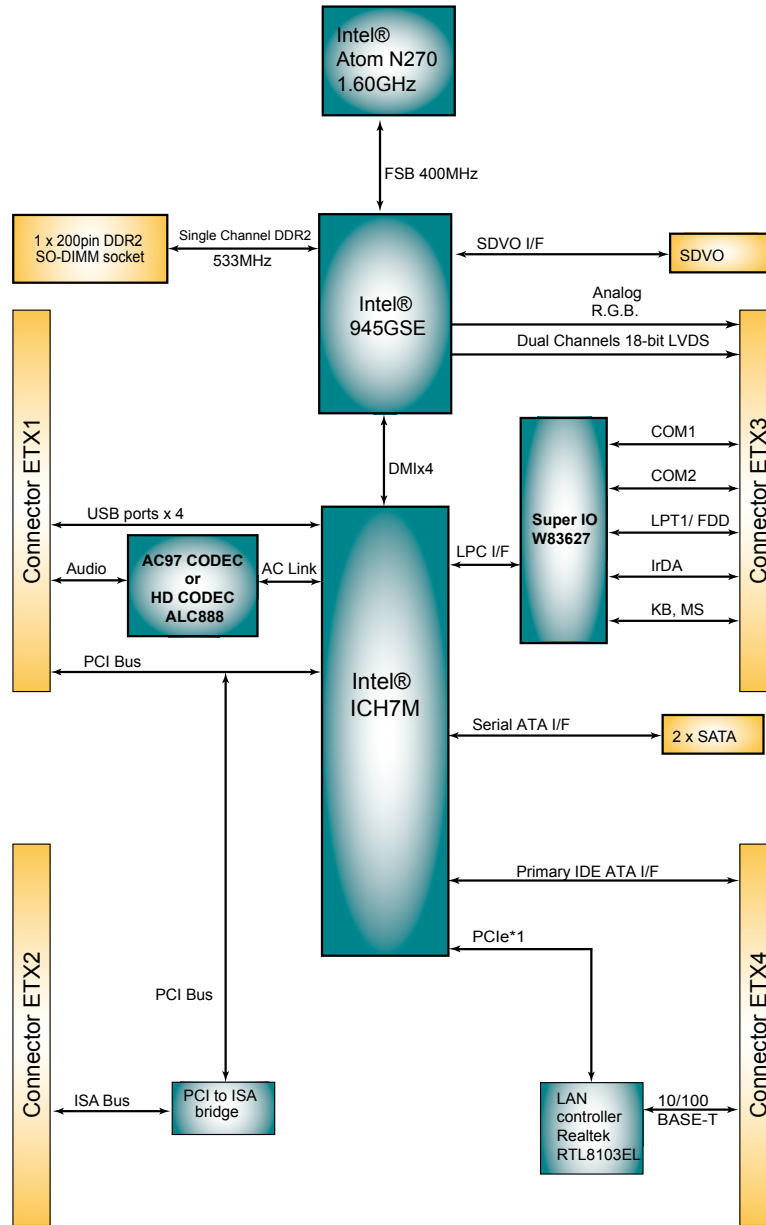 Intel®
Atom N270
1.60GHz
FSB 400MHz
1 x 200pin DDR2
SO-DIMM socket
Single Channel DDR2
533MHz
Intel®
945GSE
SDVO I/F
SDVO
Analog
R.G.B.
Dual Channels 18-bit LVDS
Connector ETX1
Connector ETX3
DMIx4
USB ports x 4
Audio
AC97 CODEC
or
HD CODEC
ALC888
AC Link
PCI Bus
Intel®
ICH7M
LPC I/F
Super IO
W83627
COM1
COM2
LPT1/ FDD
IrDA
KB, MS
Serial ATA I/F
2 x SATA
Primary IDE ATA I/F
PCIe*1
Connector ETX2
Connector ETX4
PCI Bus
ISA Bus
PCI to ISA
bridge
LAN
controller
Realtek
RTL8103EL
10/100
BASE-T